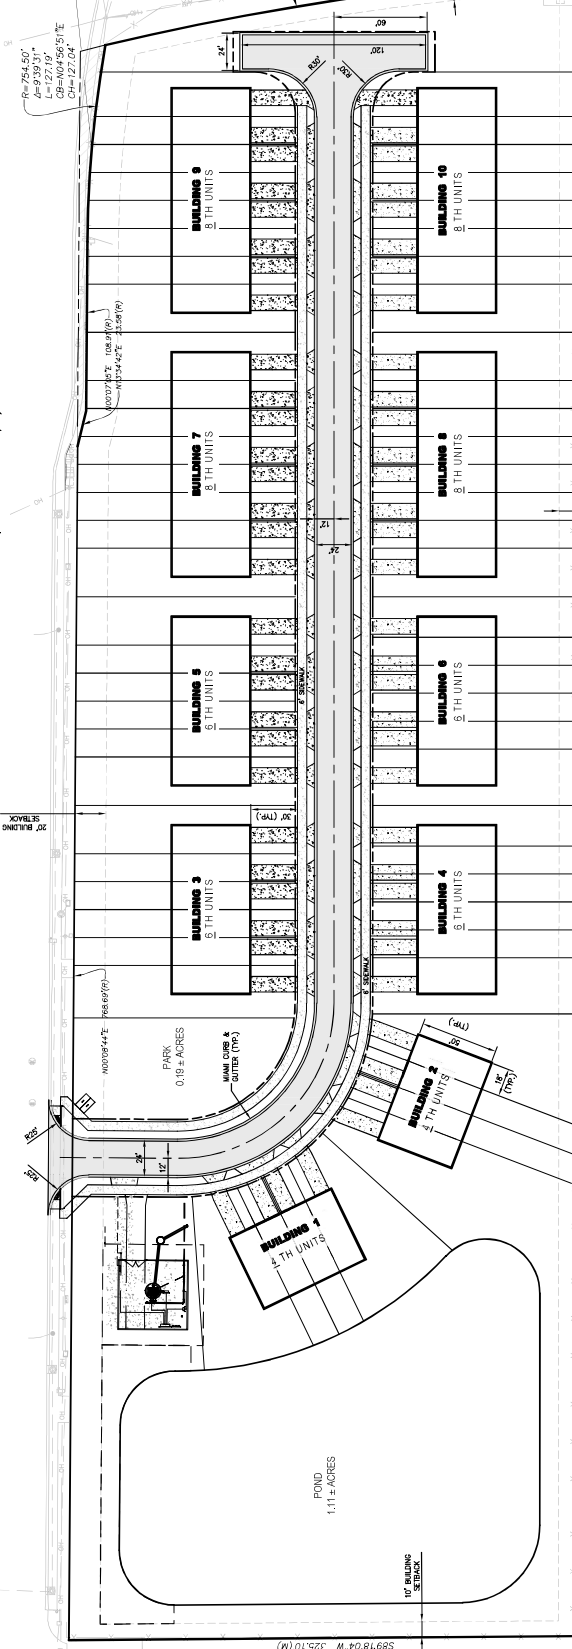 60'
24'
120'
R30'
R30'
R=754.50'
Δ=9°39'31"
L=127.19'
CB=N04°56'51"E
CH=127.04'
BUILDING 9
8 TH UNITS
BUILDING 10
8 TH UNITS
N00°07'05"E 108.91'(R)
N13°34'42"E 23.58'(R)
BUILDING 7
8 TH UNITS
BUILDING 8
8 TH UNITS
12'
24'
BUILDING 5
6 TH UNITS
BUILDING 6
6 TH UNITS
6' SIDEWALK
20' BUILDING
SETBACK
30' (TYP.)
BUILDING 3
6 TH UNITS
BUILDING 4
6 TH UNITS
6' SIDEWALK
N00°08'44"E 768.69'(R)
PARK
0.19 ± ACRES
MIAMI CURB &
GUTTER (TYP.)
50'
(TYP.)
18'
(TYP.)
BUILDING 2
4 TH UNITS
R25'
R25'
24'
12'
BUILDING 1
4 TH UNITS
POND
1.11 ± ACRES
10' BUILDING
SETBACK
S89°18'04"W 325.10'(M)